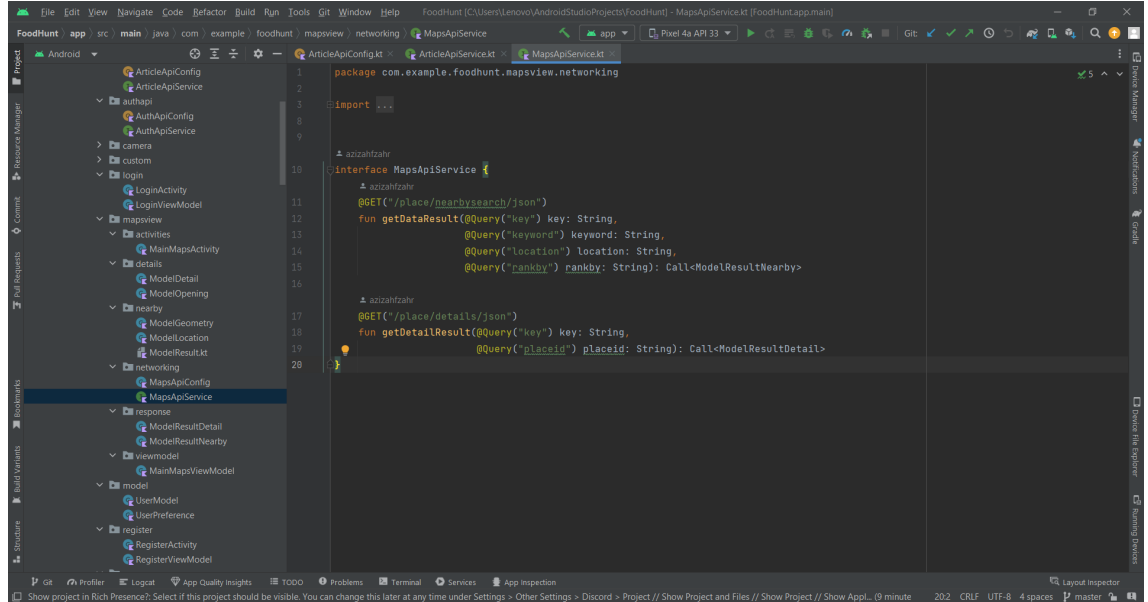 File Edit View Navigate Code Refactor Build Run Tools Git Window Help FoodHunt [C:\Users\Lenovo\AndroidStudioProjects\FoodHunt] - MapsApiService.kt [FoodHunt.app.main]
FoodHunt app src main java com example foodhunt mapsview networking MapsApiService app Pixel 4a API 33 Git:
Android ArticleApiConfig.kt ArticleApiService.kt MapsApiService.kt
Project
Resource Manager
Commit
Pull Requests
Bookmarks
Build Variants
Structure
ArticleApiConfig
ArticleApiService
authapi
AuthApiConfig
AuthApiService
camera
custom
login
LoginActivity
LoginViewModel
mapsview
activities
MainMapsActivity
details
ModelDetail
ModelOpening
nearby
ModelGeometry
ModelLocation
ModelResult.kt
networking
MapsApiConfig
MapsApiService
response
ModelResultDetail
ModelResultNearby
viewmodel
MainMapsViewModel
model
UserModel
UserPreference
register
RegisterActivity
RegisterViewModel
1 package com.example.foodhunt.mapsview.networking
2
3 import ...
8
9
azizahfzahr
10 interface MapsApiService {
azizahfzahr
11 @GET("/place/nearbysearch/json")
12 fun getDataResult(@Query("key") key: String,
13 @Query("keyword") keyword: String,
14 @Query("location") location: String,
15 @Query("rankby") rankby: String): Call<ModelResultNearby>
16
azizahfzahr
17 @GET("/place/details/json")
18 fun getDetailResult(@Query("key") key: String,
19 @Query("placeid") placeid: String): Call<ModelResultDetail>
20 }
5
Device Manager
Notifications
Gradle
Device File Explorer
Running Devices
Git Profiler Logcat App Quality Insights TODO Problems Terminal Services App Inspection Layout Inspector
Show project in Rich Presence?: Select if this project should be visible. You can change this later at any time under Settings > Other Settings > Discord > Project // Show Project and Files // Show Project // Show Appl... (9 minute 20:2 CRLF UTF-8 4 spaces master